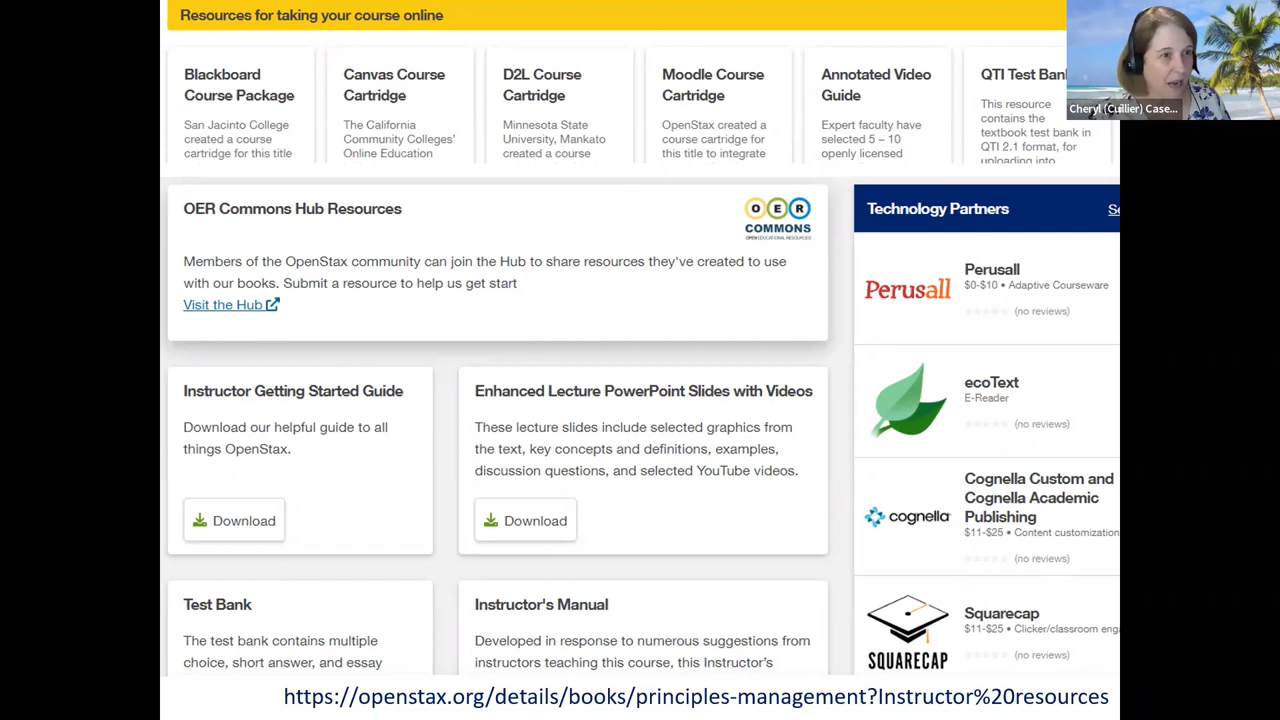 Resources for taking your course online
Blackboard
Course Package
San Jacinto College
created a course
cartridge for this title
Canvas Course
Cartridge
The California
Community Colleges'
Online Education
D2L Course
Cartridge
Minnesota State
University, Mankato
created a course
Moodle Course
Cartridge
OpenStax created a
course cartridge for
this title to integrate
Annotated Video
Guide
Expert faculty have
selected 5 – 10
openly licensed
QTI Test Bank
This resource
contains the
textbook test bank in
QTI 2.1 format, for
uploading into
Cheryl (Cuillier) Case...
OER Commons Hub Resources
OER
COMMONS
OPEN EDUCATIONAL RESOURCES
Members of the OpenStax community can join the Hub to share resources they've created to use
with our books. Submit a resource to help us get start
Visit the Hub
Instructor Getting Started Guide
Download our helpful guide to all
things OpenStax.
Download
Enhanced Lecture PowerPoint Slides with Videos
These lecture slides include selected graphics from
the text, key concepts and definitions, examples,
discussion questions, and selected YouTube videos.
Download
Test Bank
The test bank contains multiple
choice, short answer, and essay
Instructor's Manual
Developed in response to numerous suggestions from
instructors teaching this course, this Instructor's
Technology Partners
Perusall
Perusall
$0-$10 • Adaptive Courseware
(no reviews)
ecoText
E-Reader
(no reviews)
cognella
Cognella Custom and
Cognella Academic
Publishing
$11-$25 • Content customization
(no reviews)
SQUARECAP
Squarecap
$11-$25 • Clicker/classroom eng
(no reviews)
https://openstax.org/details/books/principles-management?Instructor%20resources